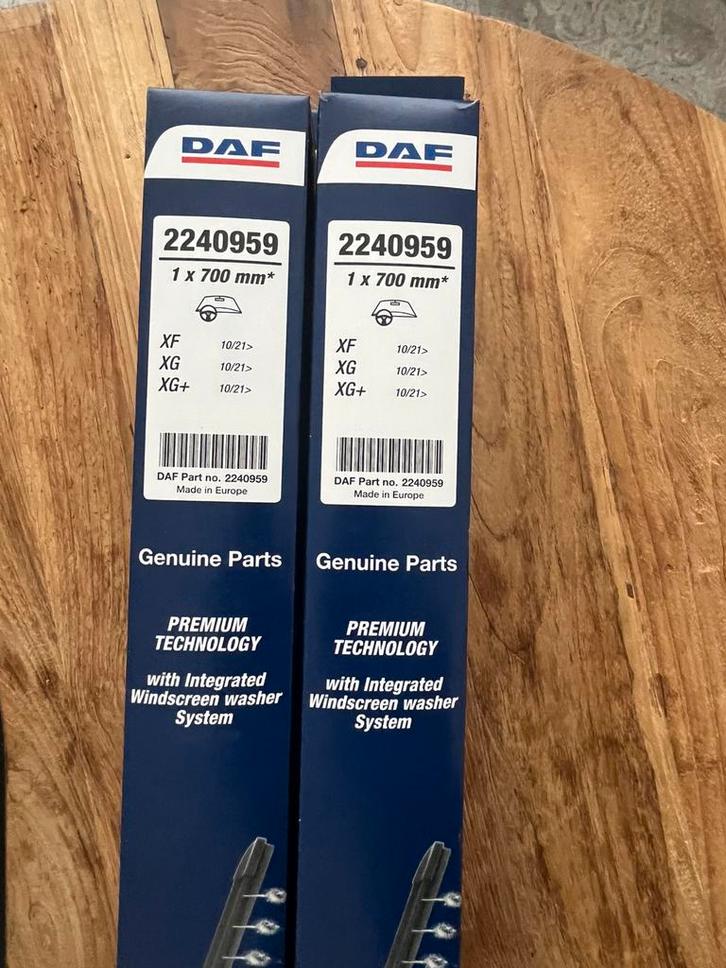 DAF
2240959
1 x 700 mm*
XF 10/21>
XG 10/21>
XG+ 10/21>
DAF Part no. 2240959
Made in Europe
Genuine Parts
PREMIUM
TECHNOLOGY
with Integrated
Windscreen washer
System
DAF
2240959
1 x 700 mm*
XF 10/21>
XG 10/21>
XG+ 10/21>
DAF Part no. 2240959
Made in Europe
Genuine Parts
PREMIUM
TECHNOLOGY
with Integrated
Windscreen washer
System